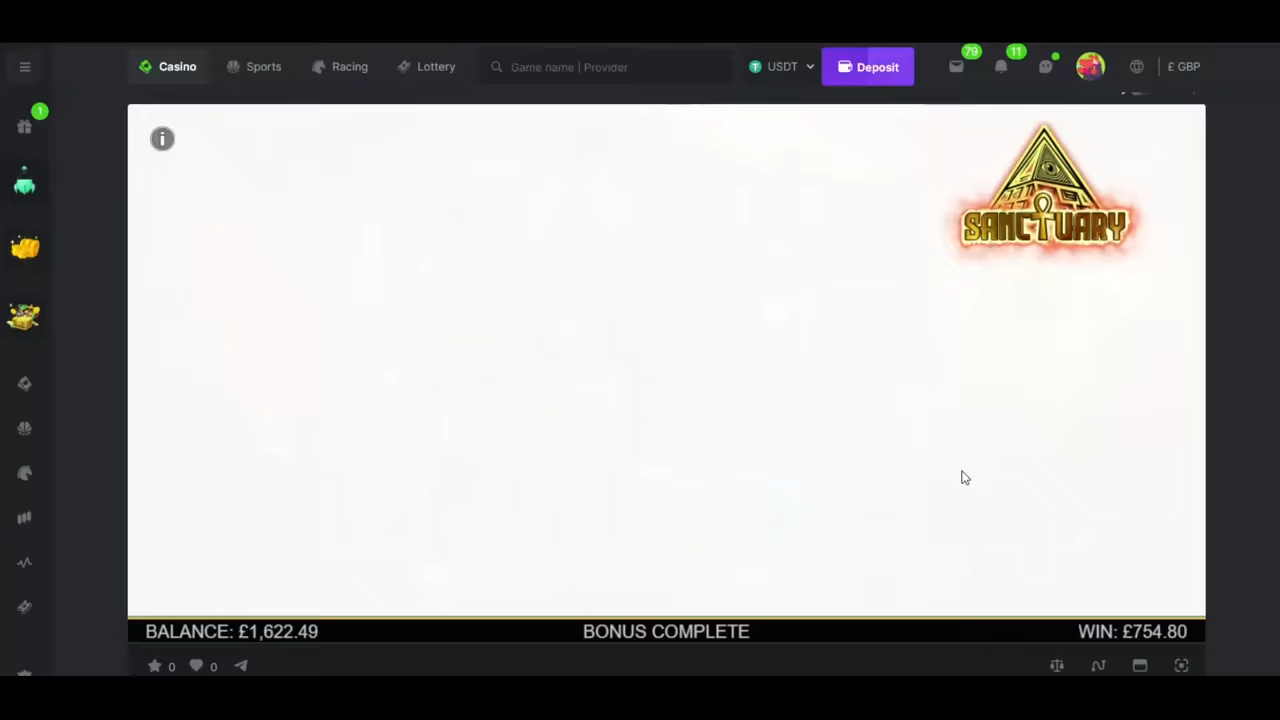 Casino
Sports
Racing
Lottery
Game name | Provider
USDT
Deposit
79
11
£ GBP
1
i
SANCTUARY
BALANCE: £1,622.49
BONUS COMPLETE
WIN: £754.80
0
0